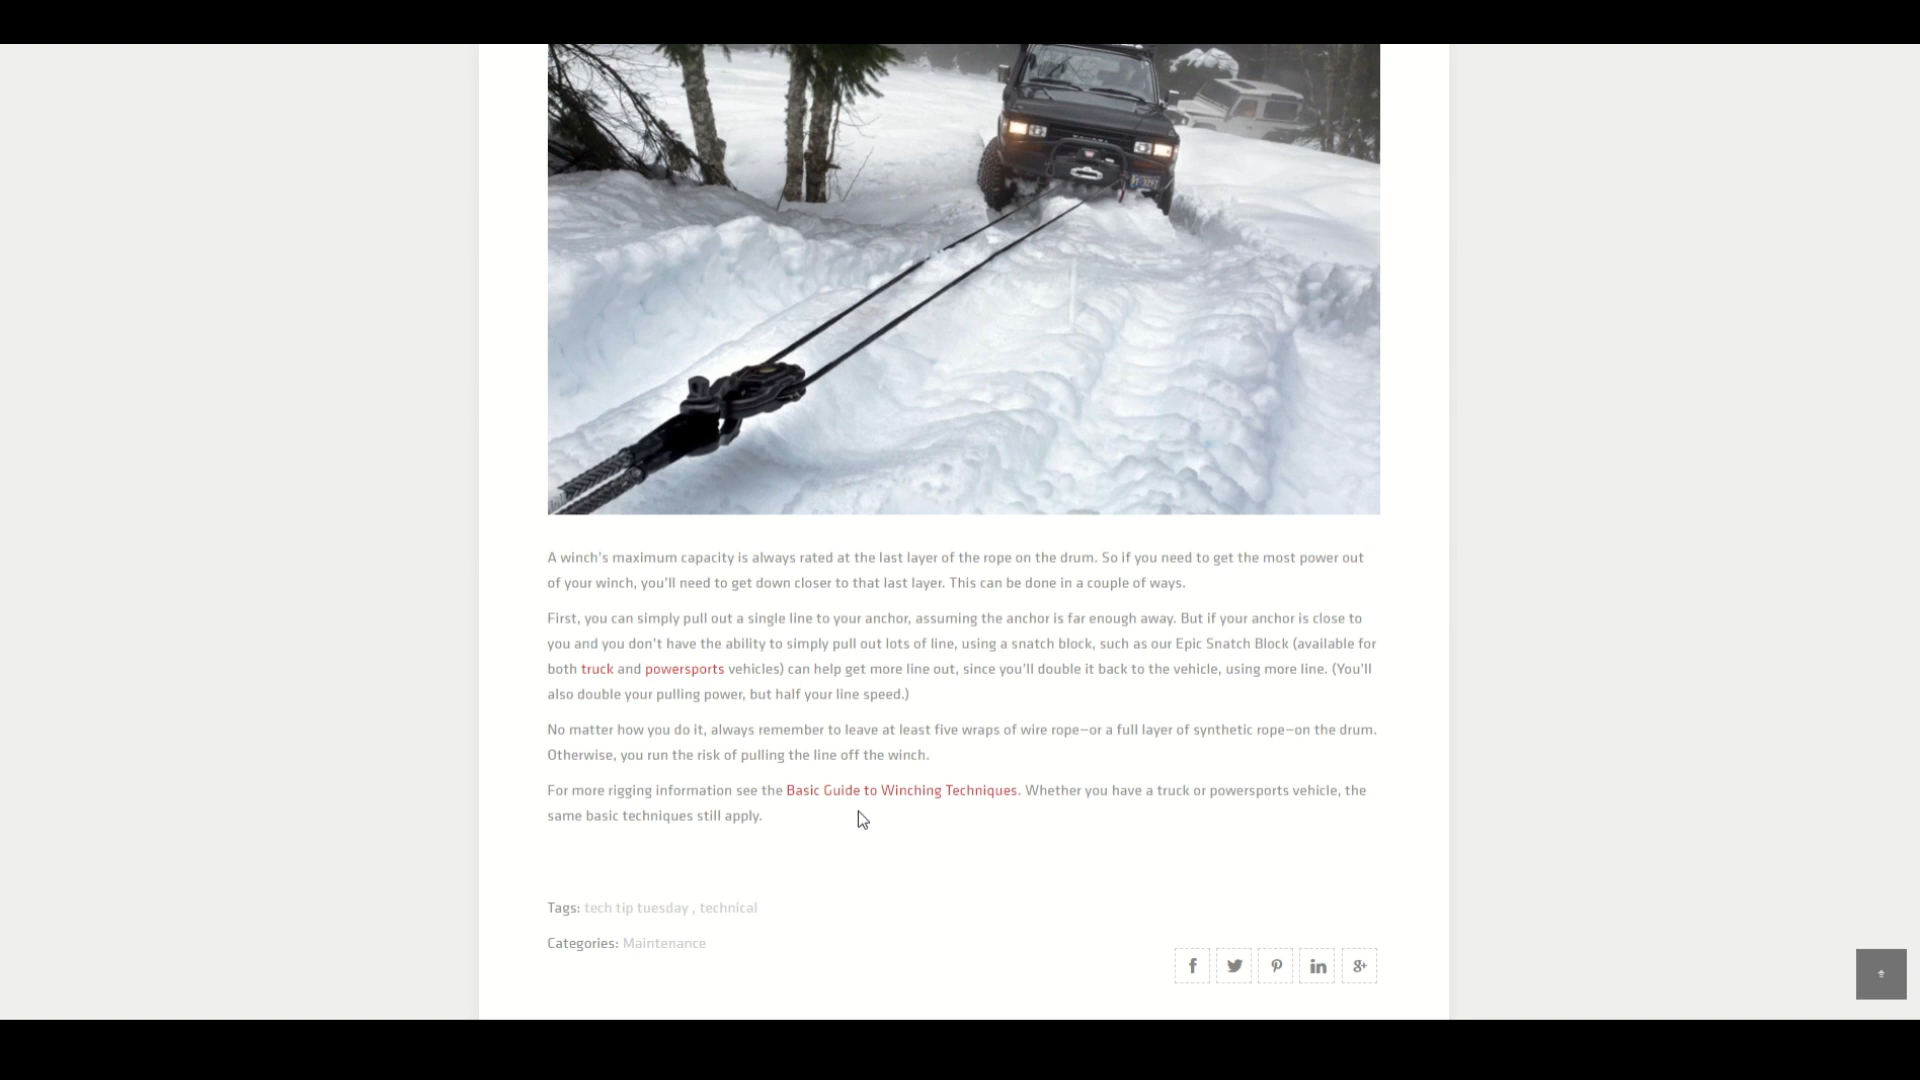 TOYOTA
A winch's maximum capacity is always rated at the last layer of the rope on the drum. So if you need to get the most power out
of your winch, you'll need to get down closer to that last layer. This can be done in a couple of ways.
First, you can simply pull out a single line to your anchor, assuming the anchor is far enough away. But if your anchor is close to
you and you don't have the ability to simply pull out lots of line, using a snatch block, such as our Epic Snatch Block (available for
both truck and powersports vehicles) can help get more line out, since you'll double it back to the vehicle, using more line. (You'll
also double your pulling power, but half your line speed.)
No matter how you do it, always remember to leave at least five wraps of wire rope—or a full layer of synthetic rope—on the drum.
Otherwise, you run the risk of pulling the line off the winch.
For more rigging information see the Basic Guide to Winching Techniques. Whether you have a truck or powersports vehicle, the
same basic techniques still apply.
Tags: tech tip tuesday , technical
Categories: Maintenance
f in g+